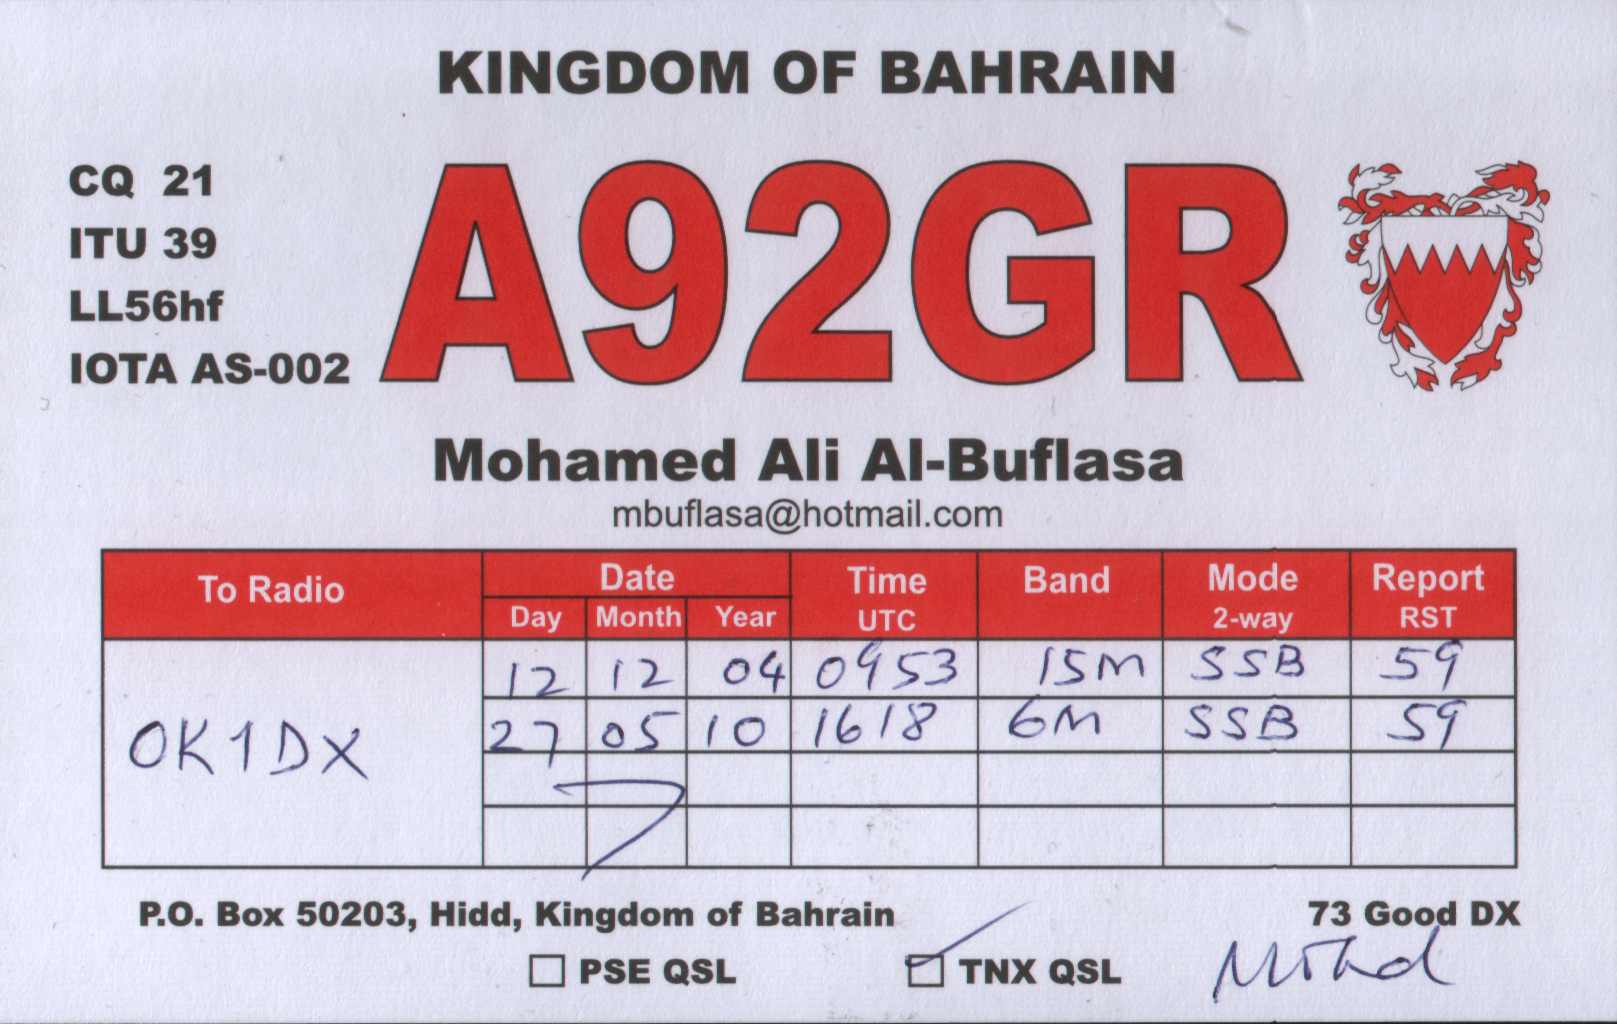 KINGDOM OF BAHRAIN
CQ 21
ITU 39
LL56hf
IOTA AS-002
A92GR
Mohamed Ali Al-Buflasa
mbuflasa@hotmail.com
To Radio Date Time Band Mode Report
Day Month Year UTC 2-way RST
12 12 04 0953 15M SSB 59
OK1DX 27 05 10 1618 6M SSB 59
P.O. Box 50203, Hidd, Kingdom of Bahrain 73 Good DX
PSE QSL TNX QSL Mohd